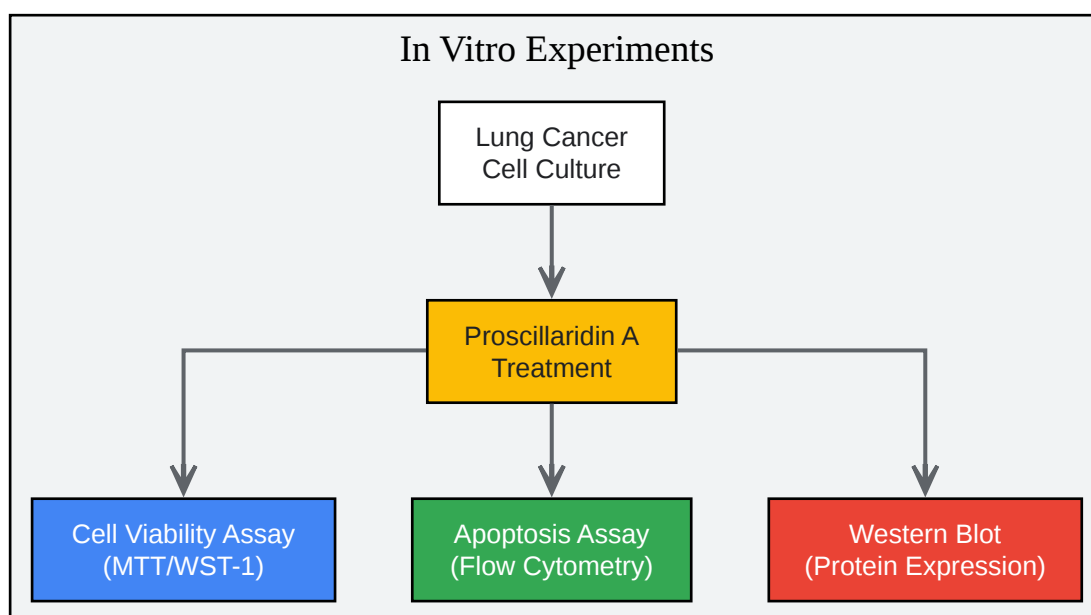 In Vitro Experiments
Lung Cancer
Cell Culture
Proscillaridin A
Treatment
Cell Viability Assay
(MTT/WST-1)
Apoptosis Assay
(Flow Cytometry)
Western Blot
(Protein Expression)